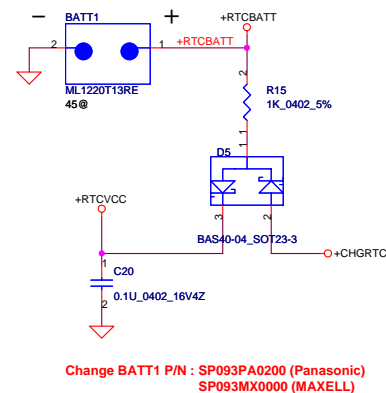 − BATT1 + +RTCBATT
2 1 +RTCBATT
ML1220T13RE
45@
2
R15
1K_0402_5%
1
D5
1
+RTCVCC
3 2
BAS40-04_SOT23-3
+CHGRTC
1
C20
0.1U_0402_16V4Z
2
Change BATT1 P/N : SP093PA0200 (Panasonic)
SP093MX0000 (MAXELL)